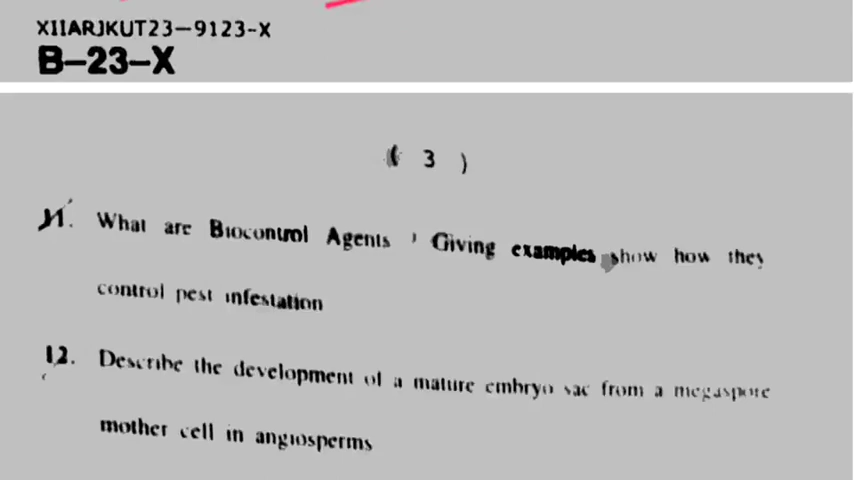 XIIARJKUT23-9123-X
B-23-X
( 3 )
11. What are Biocontrol Agents ? Giving examples show how they
control pest infestation
12. Describe the development of a mature embryo sac from a megaspore
mother cell in angiosperms